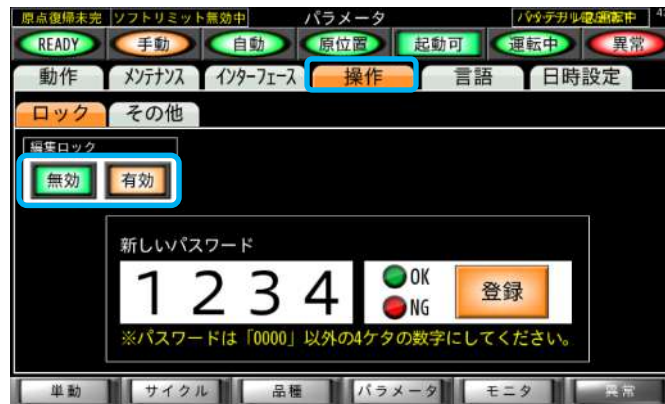 原点復帰未完 ソフトリミット無効中 パラメータ
READY 手動 自動 原位置 起動可 運転中 異常
動作 メンテナンス インターフェース 操作 言語 日時設定
ロック その他
編集ロック
無効 有効
新しいパスワード
1234 OK
NG 登録
※パスワードは「0000」以外の4ケタの数字にしてください。
単動 サイクル 品種 パラメータ モニタ 異常